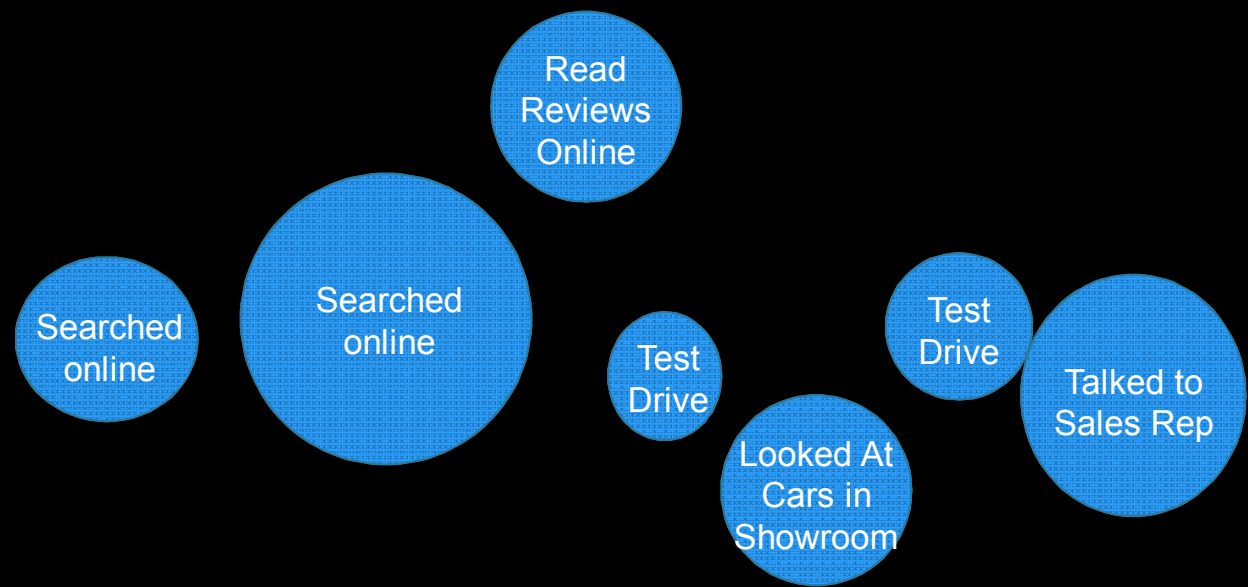 Searched
online
Searched
online
Read
Reviews
Online
Test
Drive
Looked At
Cars in
Showroom
Test
Drive
Talked to
Sales Rep